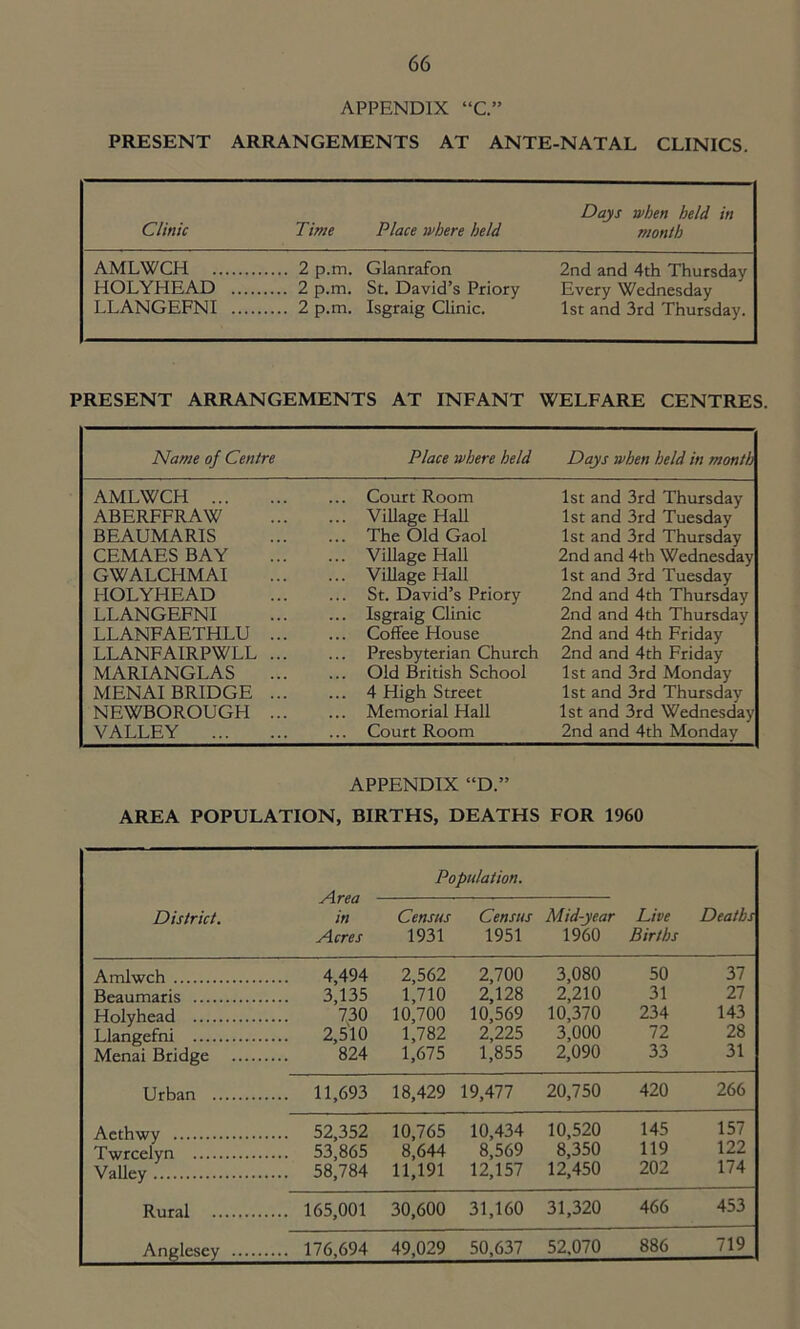 66
APPENDIX “C.”
PRESENT ARRANGEMENTS AT ANTE-NATAL CLINICS.
Clinic Time Place where held Days when held in month
AMLWCH ............ 2 p.m. Glanrafon 2nd and 4th Thursday
HOLYHEAD ......... 2 p.m. St. David’s Priory Every Wednesday
LLANGEFNI ......... 2 p.m. Isgraig Clinic. 1st and 3rd Thursday.
PRESENT ARRANGEMENTS AT INFANT WELFARE CENTRES.
Name of Centre Place where held Days when held in month
AMLWCH ... ... ... Court Room 1st and 3rd Thursday
ABERFFRAW ... ... Village Hall 1st and 3rd Tuesday
BEAUMARIS ... ... The Old Gaol 1st and 3rd Thursday
CEMAES BAY ... ... Village Hall 2nd and 4th Wednesday
GWALCHMAI ... ... Village Hall 1st and 3rd Tuesday
HOLYHEAD ... ... St. David’s Priory 2nd and 4th Thursday
LLANGEFNI ... ... Isgraig Clinic 2nd and 4th Thursday
LLANFAETHLU ... ... Coffee House 2nd and 4th Friday
LLANFAIRPWLL ... ... Presbyterian Church 2nd and 4th Friday
MARIANGLAS ... ... Old British School 1st and 3rd Monday
MENAI BRIDGE ... ... 4 High Street 1st and 3rd Thursday
NEWBOROUGH ... ... Memorial Hall 1st and 3rd Wednesday
VALLEY ... ... ... Court Room 2nd and 4th Monday
APPENDIX “D.”
AREA POPULATION, BIRTHS, DEATHS FOR 1960
Population.
District. Area in Acres Census 1931 Census 1951 Mid-year 1960 Live Births Deaths
Amlwch .................. 4,494 2,562 2,700 3,080 50 37
Beaumaris ............... 3,135 1,710 2,128 2,210 31 27
Holyhead ............... 730 10,700 10,569 10,370 234 143
Llangefni ............... 2,510 1,782 2,225 3,000 72 28
Menai Bridge ......... 824 1,675 1,855 2,090 33 31
Urban ............ 11,693 18,429 19,477 20,750 420 266
Aethwy .................. 52,352 10,765 10,434 10,520 145 157
Twrcelyn ............... 53,865 8,644 8,569 8,350 119 122
Valley ..................... 58,784 11,191 12,157 12,450 202 174
Rural ............ 165,001 30,600 31,160 31,320 466 453
Anglesey ......... 176,694 49,029 50,637 52,070 886 719